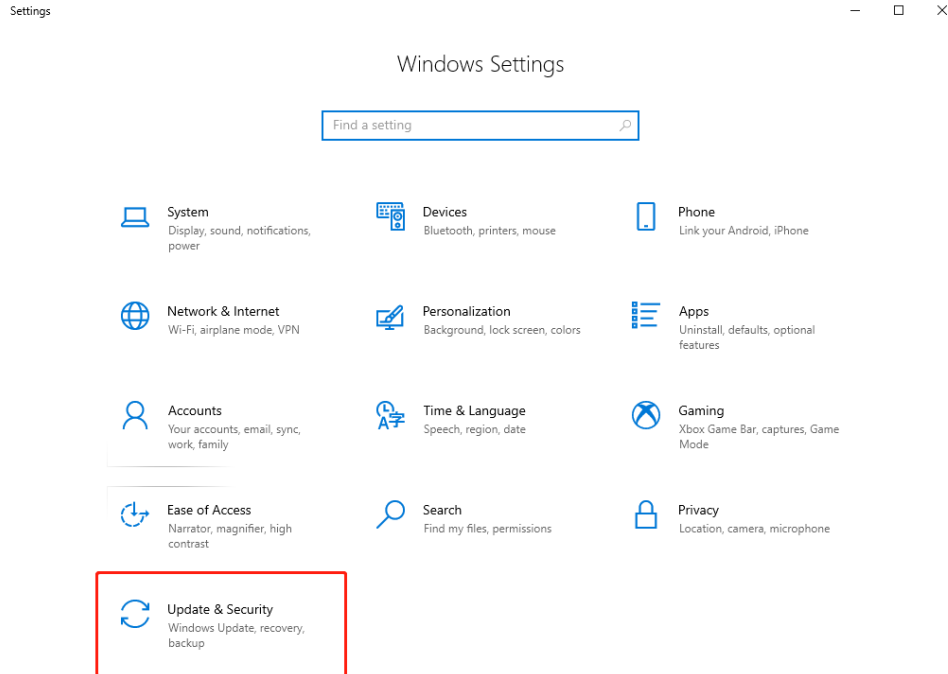 Settings
Windows Settings
Find a setting
System
Display, sound, notifications,
power
Devices
Bluetooth, printers, mouse
Phone
Link your Android, iPhone
Network & Internet
Wi-Fi, airplane mode, VPN
Personalization
Background, lock screen, colors
Apps
Uninstall, defaults, optional
features
Accounts
Your accounts, email, sync,
work, family
Time & Language
Speech, region, date
Gaming
Xbox Game Bar, captures, Game
Mode
Ease of Access
Narrator, magnifier, high
contrast
Search
Find my files, permissions
Privacy
Location, camera, microphone
Update & Security
Windows Update, recovery,
backup